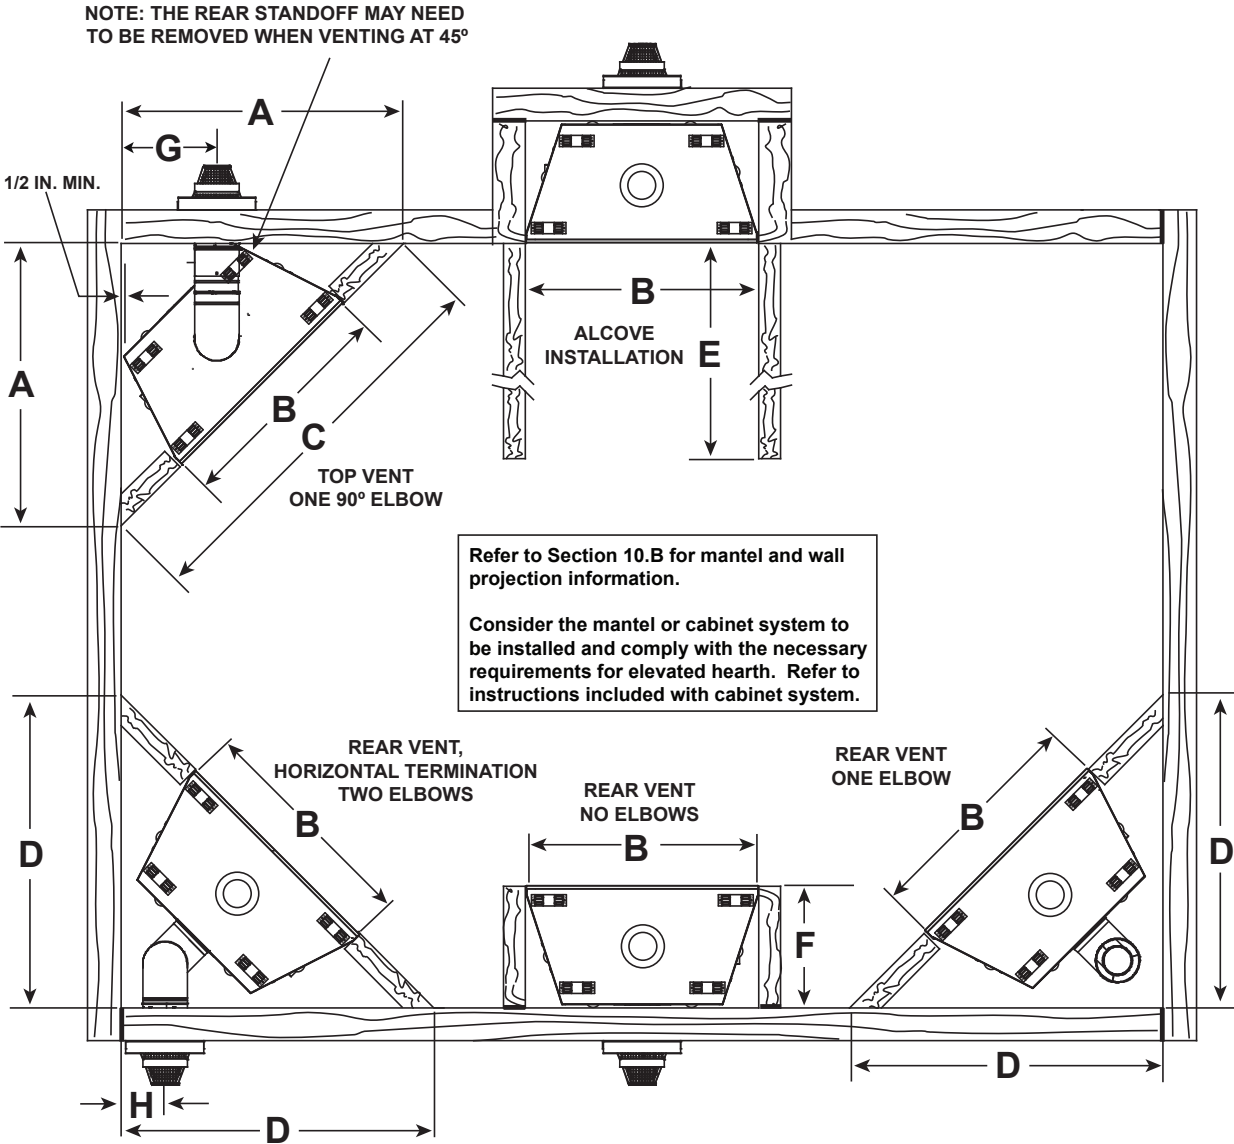 NOTE: THE REAR STANDOFF MAY NEED
TO BE REMOVED WHEN VENTING AT 45º
A
G
1/2 IN. MIN.
A
B
C
TOP VENT
ONE 90º ELBOW
B
ALCOVE
INSTALLATION
E
Refer to Section 10.B for mantel and wall
projection information.
Consider the mantel or cabinet system to
be installed and comply with the necessary
requirements for elevated hearth. Refer to
instructions included with cabinet system.
REAR VENT,
HORIZONTAL TERMINATION
TWO ELBOWS
B
D
H
D
REAR VENT
NO ELBOWS
B
F
REAR VENT
ONE ELBOW
B
D
D